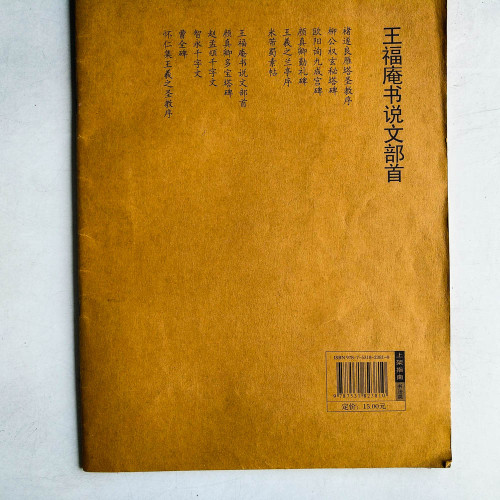 王福庵书说文部首
褚遂良雁塔圣教序
柳公权玄秘塔碑
欧阳询九成宫碑
颜真卿勤礼碑
王羲之兰亭序
米芾蜀素帖
王福庵书说文部首
颜真卿多宝塔碑
赵孟頫千字文
智永千字文
曹全碑
怀仁集王羲之圣教序
上架指南
定价：15.00元